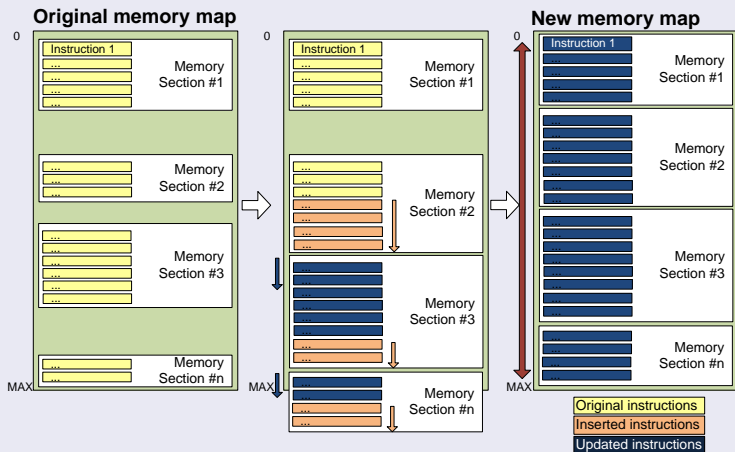 Original memory map
0
Instruction 1
...
...
...
...
Memory
Section #1
...
...
...
Memory
Section #2
...
...
...
...
...
...
Memory
Section #3
...
...
Memory
Section #n
MAX
0
Instruction 1
...
...
...
...
Memory
Section #1
...
...
...
...
...
...
...
Memory
Section #2
...
...
...
...
...
...
...
...
Memory
Section #3
MAX
...
...
...
...
Memory
Section #n
New memory map
0
Instruction 1
...
...
...
...
Memory
Section #1
...
...
...
...
...
...
...
Memory
Section #2
...
...
...
...
...
...
...
...
Memory
Section #3
...
...
...
...
Memory
Section #n
MAX
Original instructions
Inserted instructions
Updated instructions